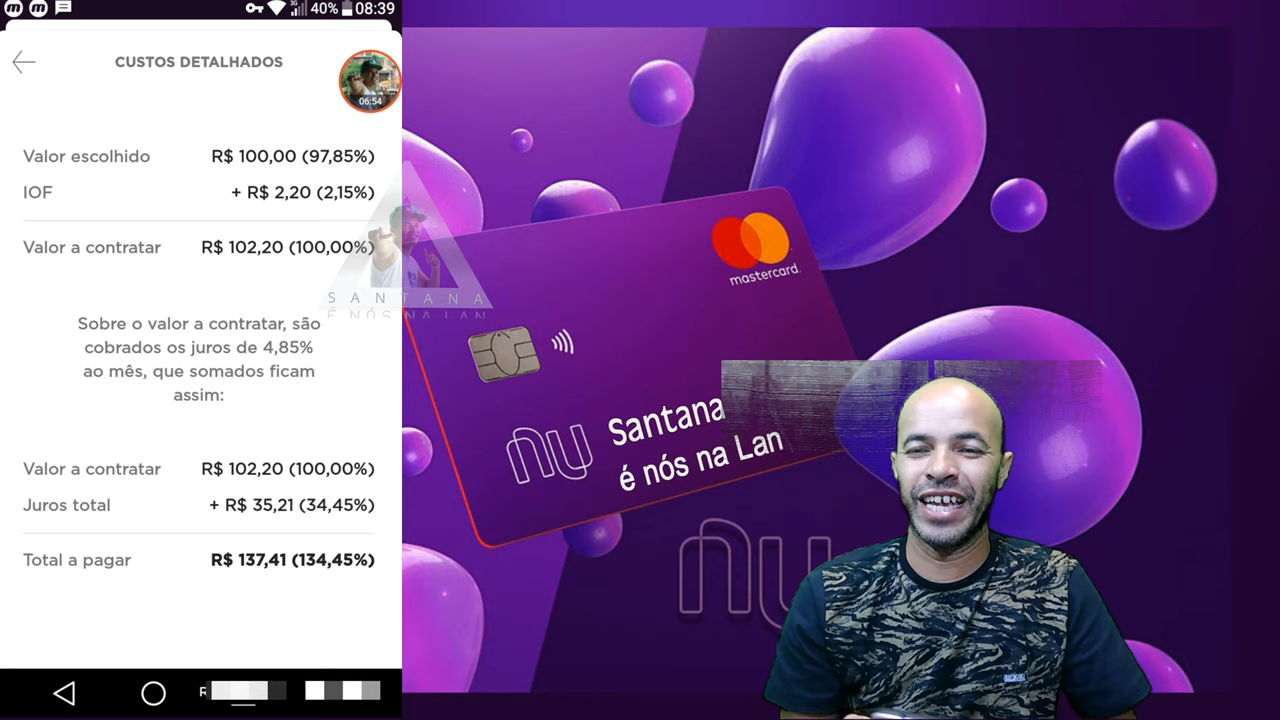 40% 08:39
CUSTOS DETALHADOS
06:54
Valor escolhido R$ 100,00 (97,85%)
IOF + R$ 2,20 (2,15%)
Valor a contratar R$ 102,20 (100,00%)
Sobre o valor a contratar, são
cobrados os juros de 4,85%
ao mês, que somados ficam
assim:
Valor a contratar R$ 102,20 (100,00%)
Juros total + R$ 35,21 (34,45%)
Total a pagar R$ 137,41 (134,45%)
SANTANA
É NÓS NA LAN
mastercard.
nu
Santana
é nós na Lan
nu